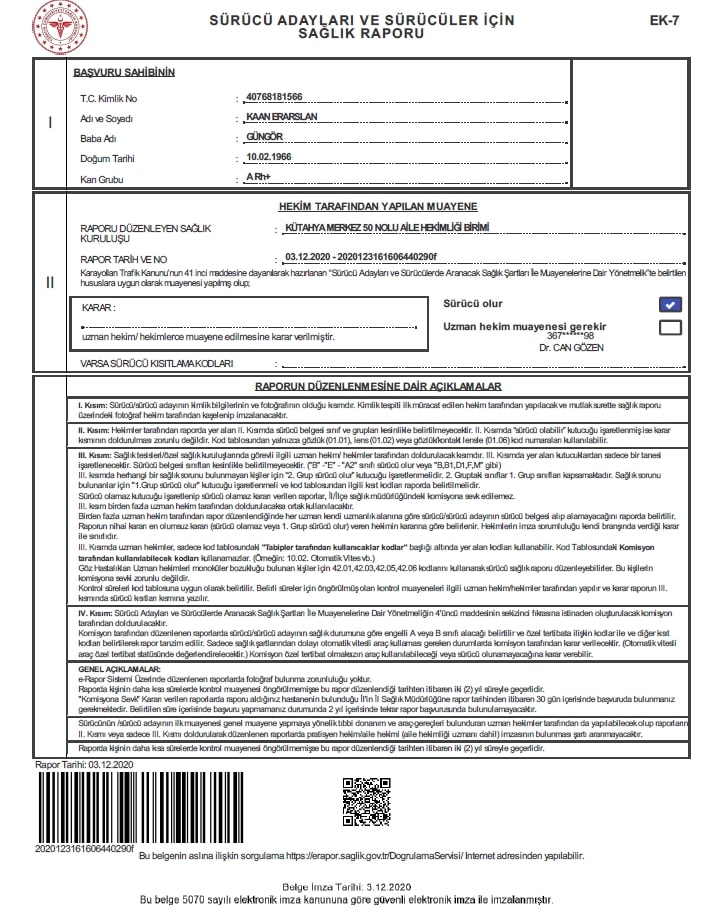 SÜRÜCÜ ADAYLARI VE SÜRÜCÜLER İÇİN
SAĞLIK RAPORU
EK-7
I
BAŞVURU SAHİBİNİN
T.C. Kimlik No : 40768181566
Adı ve Soyadı : KAAN ERARSLAN
Baba Adı : GÜNGÖR
Doğum Tarihi : 10.02.1966
Kan Grubu : A Rh+
II
HEKİM TARAFINDAN YAPILAN MUAYENE
RAPORU DÜZENLEYEN SAĞLIK KURULUŞU : KÜTAHYA MERKEZ 50 NOLU AİLE HEKİMLİĞİ BİRİMİ
RAPOR TARİH VE NO : 03.12.2020 - 2020123161606440290f
Karayolları Trafik Kanunu'nun 41 inci maddesine dayanılarak hazırlanan "Sürücü Adayları ve Sürücülerde Aranacak Sağlık Şartları İle Muayenelerine Dair Yönetmelik"te belirtilen
hususlara uygun olarak muayenesi yapılmış olup;
KARAR :
uzman hekim/ hekimlerce muayene edilmesine karar verilmiştir.
Sürücü olur
Uzman hekim muayenesi gerekir
367******98
Dr. CAN GÖZEN
VARSA SÜRÜCÜ KISITLAMA KODLARI :
RAPORUN DÜZENLENMESİNE DAİR AÇIKLAMALAR
I. Kısım: Sürücü/sürücü adayının kimlik bilgilerinin ve fotoğrafının olduğu kısımdır. Kimlik tespiti ilk müracat edilen hekim tarafından yapılacak ve mutlak surette sağlık raporu
üzerindeki fotoğraf hekim tarafından kaşelenip imzalanacaktır.
II. Kısım: Hekimler tarafından raporda yer alan II. Kısımda sürücü belgesi sınıf ve grupları kesinlikle belirtilmeyecektir. II. Kısımda "sürücü olabilir" kutucuğu işaretlenmiş ise karar
kısmının doldurulması zorunlu değildir. Kod tablosundan yalnızca gözlük (01.01), lens (01.02) veya gözlük/kontakt lensle (01.06) kod numaraları kullanılabilir.
III. Kısım: Sağlık tesisleri/özel sağlık kuruluşlarında görevli ilgili uzman hekim/ hekimler tarafından doldurulacak kısımdır. III. Kısımda yer alan kutucuklardan sadece bir tanesi
işaretlenecektir. Sürücü belgesi sınıfları kesinlikle belirtilmeyecektir. ("B" -"E" - "A2" sınıfı sürücü olur veya "B,B1,D1,F,M" gibi)
III. kısımda herhangi bir sağlık sorunu bulunmayan kişiler için "2. Grup sürücü olur" kutucuğu işaretlenmelidir. 2. Gruptaki sınıflar 1. Grup sınıfları kapsamaktadır. Sağlık sorunu
bulunanlar için "1.Grup sürücü olur" kutucuğu işaretlenmeli ve kod tablosundan ilgili kısıt kodları raporda belirtilmelidir.
Sürücü olamaz kutucuğu işaretlenip sürücü olamaz kararı verilen raporlar, İl/İlçe sağlık müdürlüğündeki komisyona sevk edilemez.
III. kısım birden fazla uzman hekim tarafından doldurulacaksa ortak kullanılacaktır.
Birden fazla uzman hekim tarafından rapor düzenlendiğinde her uzman kendi uzmanlık alanına göre sürücü/sürücü adayının sürücü belgesi alıp alamayacağını raporda belirtilir.
Raporun nihai kararı en olumsuz kararı (sürücü olamaz veya 1. Grup sürücü olur) veren hekimin kararına göre belirlenir. Hekimlerin imza sorumluluğu kendi branşında verdiği karar
ile sınırlıdır.
III. Kısımda uzman hekimler, sadece kod tablosundaki "Tabipler tarafından kullanıcaklar kodlar" başlığı altında yer alan kodları kullanabilir. Kod Tablosundaki Komisyon
tarafından kullanılabilecek kodları kullanamazlar. (Örneğin: 10.02. Otomatik Vites vb.)
Göz Hastalıkları Uzman hekimleri monoküler bozukluğu bulunan kişiler için 42.01,42.03,42.05,42.06 kodlarını kullanarak sürücü sağlık raporu düzenleyebilirler. Bu kişilerin
komisyona sevki zorunlu değildir.
Kontrol süreleri kod tablosuna uygun olarak belirtilir. Belirli süreler için öngörülmüş olan kontrol muayeneleri ilgili uzman hekim/hekimler tarafından yapılır ve karar raporun III.
kısmında sürücü kısıtları kısmına yazılır.
IV. Kısım: Sürücü Adayları ve Sürücülerde Aranacak Sağlık Şartları İle Muayenelerine Dair Yönetmeliğin 4'üncü maddesinin sekizinci fıkrasına istinaden oluşturulacak komisyon
tarafından doldurulacaktır.
Komisyon tarafından düzenlenen raporlarda sürücü/sürücü adayının sağlık durumuna göre engelli A veya B sınıfı alacağı belirtilir ve özel tertibata ilişkin kodlar ile ve diğer kısıt
kodları belirtilerek rapor tanzim edilir. Sadece sağlık şartlarından dolayı otomatik vitesli araç kullaması gereken durumlarda komisyon tarafından karar verilecektir. (Otomatik vitesli
araç özel tertibat statüsünde değerlendirelecektir.) Komisyon özel tertibat olmaksızın araç kullanılabileceği veya sürücü olunamayacağına karar verebilir.
GENEL AÇIKLAMALAR:
e-Rapor Sistemi Üzerinde düzenlenen raporlarda fotoğraf bulunma zorunluluğu yoktur.
Raporda kişinin daha kısa sürelerde kontrol muayenesi öngörülmemişse bu rapor düzenlendiği tarihten itibaren iki (2) yıl süreyle geçerlidir.
"Komisyona Sevk" Kararı verilen raporlarda raporu aldığınız hastanenin bulunduğu İl'in İl Sağlık Müdürlüğüne rapor tarihinden itibaren 30 gün içerisinde başvuruda bulunmanız
gerekmektedir. Belirtilen süre içerisinde başvuru yapmamanız durumunda 2 yıl içerisinde tekrar rapor başvurusunda bulunulamayacaktır.
Sürücünün /sürücü adayının ilk muayenesi genel muayene yapmaya yönelik tıbbi donanım ve araç gereçleri bulunduran uzman hekimler tarafından da yapılabilecek olup raporların
II. Kısmı veya sadece III. Kısmı doldurularak düzenlenen raporlarda pratisyen hekim/aile hekimi (aile hekimliği uzmanı dahil) imzasının bulunması şartı aranmayacaktır.
Raporda kişinin daha kısa sürelerde kontrol muayenesi öngörülmemişse bu rapor düzenlendiği tarihten itibaren iki (2) yıl süreyle geçerlidir.
Rapor Tarihi: 03.12.2020
2020123161606440290f
Bu belgenin aslına ilişkin sorgulama https://erapor.saglik.gov.tr/DogrulamaServisi/ Internet adresinden yapılabilir.
Belge İmza Tarihi: 3.12.2020
Bu belge 5070 sayılı elektronik imza kanununa göre güvenli elektronik imza ile imzalanmıştır.